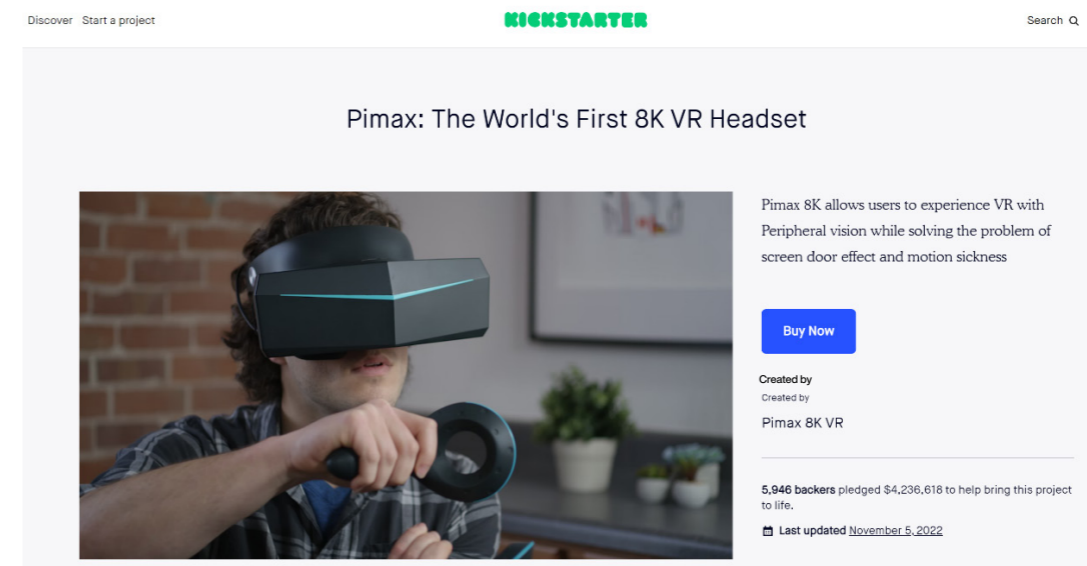 Discover Start a project KICKSTARTER Search
Pimax: The World's First 8K VR Headset
Pimax 8K allows users to experience VR with
Peripheral vision while solving the problem of
screen door effect and motion sickness
Buy Now
Created by
Created by
Pimax 8K VR
5,946 backers pledged $4,236,618 to help bring this project
to life.
Last updated November 5, 2022